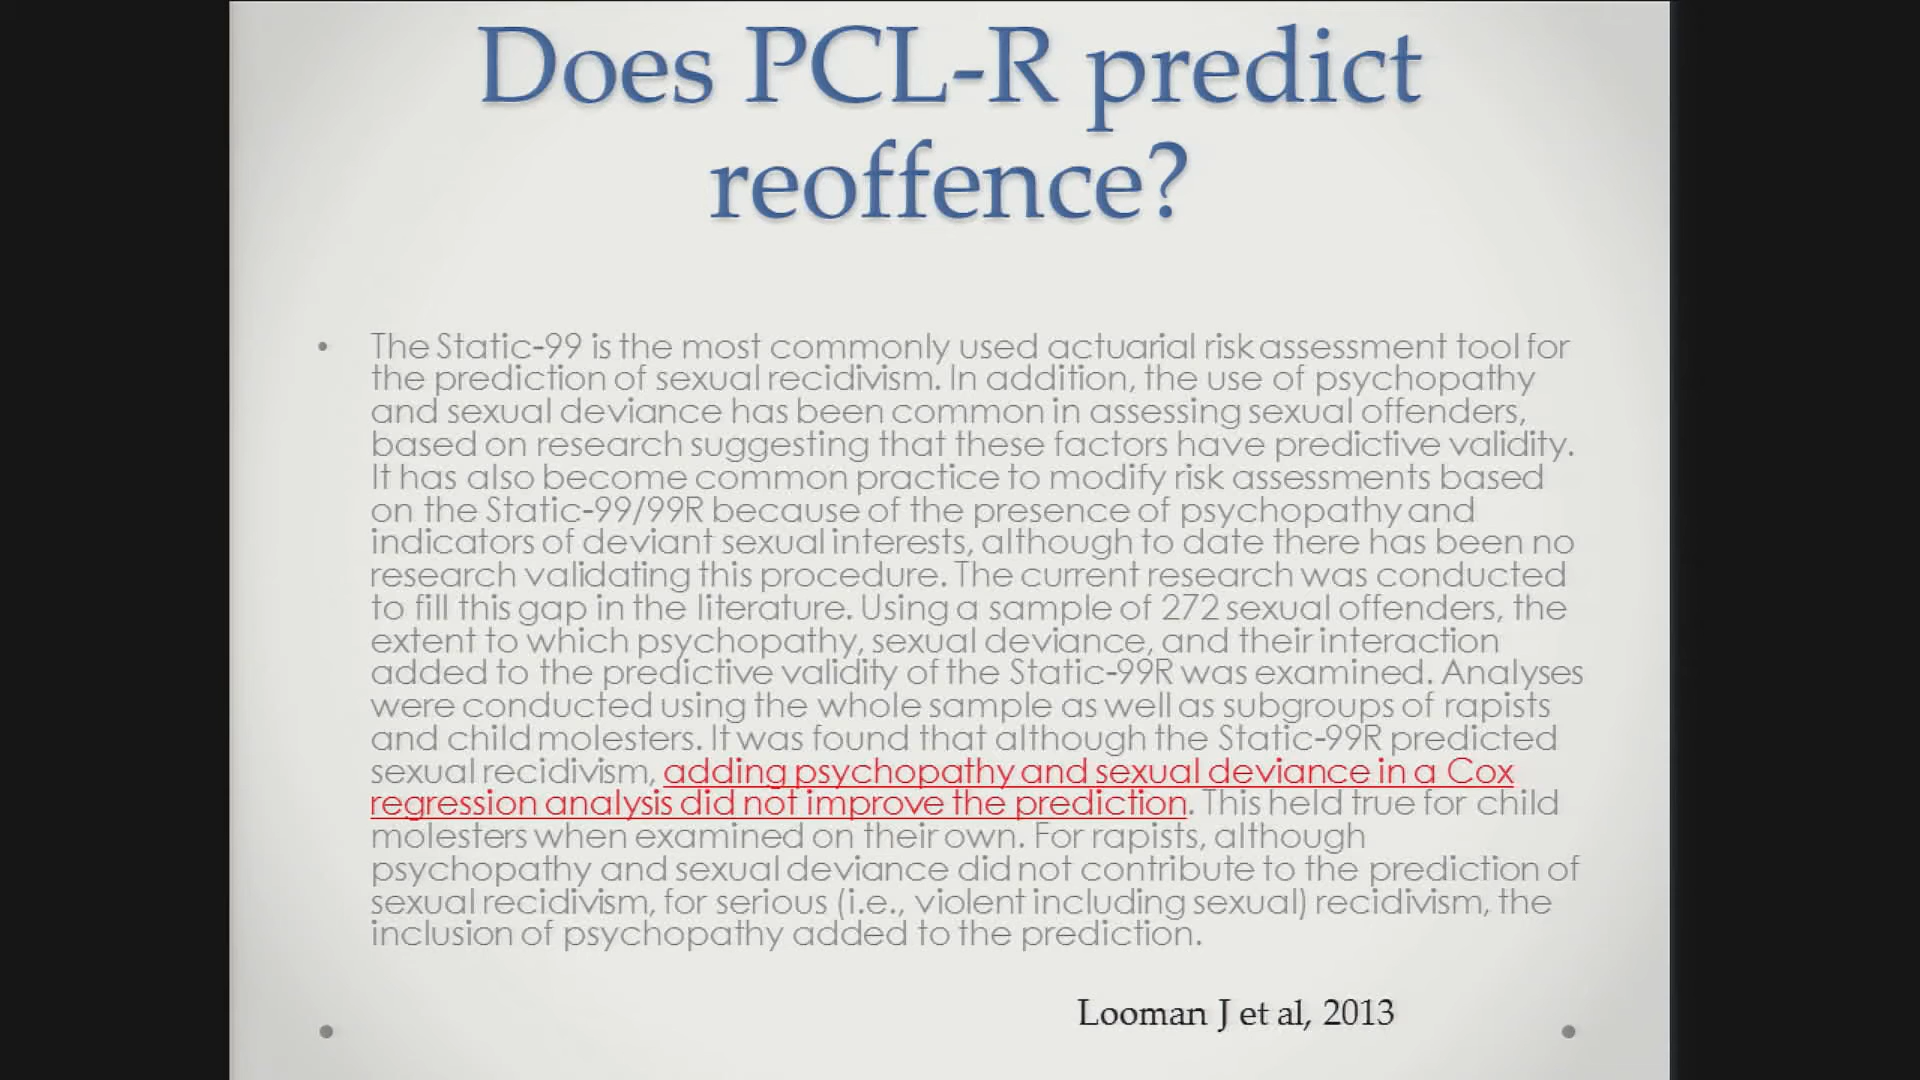 Does PCL-R predict
reoffence?
• The Static-99 is the most commonly used actuarial risk assessment tool for
the prediction of sexual recidivism. In addition, the use of psychopathy
and sexual deviance has been common in assessing sexual offenders,
based on research suggesting that these factors have predictive validity.
It has also become common practice to modify risk assessments based
on the Static-99/99R because of the presence of psychopathy and
indicators of deviant sexual interests, although to date there has been no
research validating this procedure. The current research was conducted
to fill this gap in the literature. Using a sample of 272 sexual offenders, the
extent to which psychopathy, sexual deviance, and their interaction
added to the predictive validity of the Static-99R was examined. Analyses
were conducted using the whole sample as well as subgroups of rapists
and child molesters. It was found that although the Static-99R predicted
sexual recidivism, adding psychopathy and sexual deviance in a Cox
regression analysis did not improve the prediction. This held true for child
molesters when examined on their own. For rapists, although
psychopathy and sexual deviance did not contribute to the prediction of
sexual recidivism, for serious (i.e., violent including sexual) recidivism, the
inclusion of psychopathy added to the prediction.
Looman J et al, 2013